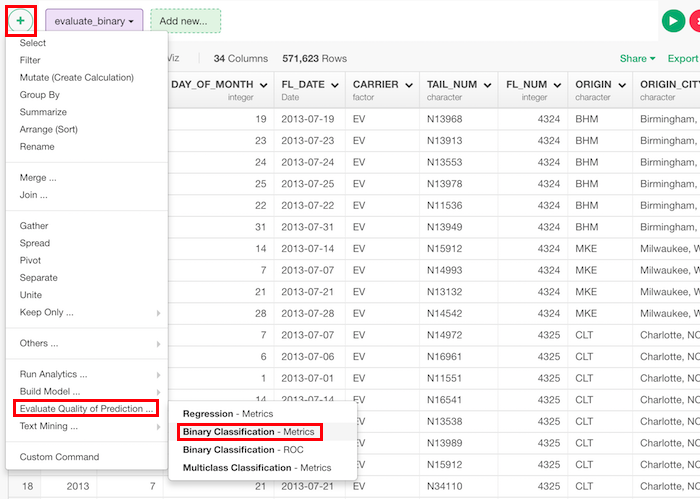 + evaluate_binary Add new...
Viz 34 Columns 571,623 Rows Share Export
DAY_OF_MONTH FL_DATE CARRIER TAIL_NUM FL_NUM ORIGIN ORIGIN_CITY
integer Date factor character integer character character
Select
Filter
Mutate (Create Calculation)
Group By
Summarize
Arrange (Sort)
Rename
Merge ...
Join ...
Gather
Spread
Pivot
Separate
Unite
Keep Only ...
Others ...
Run Analytics ...
Build Model ...
Evaluate Quality of Prediction ...
Text Mining ...
Custom Command
Regression - Metrics
Binary Classification - Metrics
Binary Classification - ROC
Multiclass Classification - Metrics
19 2013-07-19 EV N13968 4324 BHM Birmingham,
23 2013-07-23 EV N13913 4324 BHM Birmingham,
24 2013-07-24 EV N13553 4324 BHM Birmingham,
25 2013-07-25 EV N13978 4324 BHM Birmingham,
22 2013-07-22 EV N11536 4324 BHM Birmingham,
31 2013-07-31 EV N13949 4324 BHM Birmingham,
14 2013-07-14 EV N15912 4324 MKE Milwaukee, W
7 2013-07-07 EV N14993 4324 MKE Milwaukee, W
21 2013-07-21 EV N13132 4324 MKE Milwaukee, W
28 2013-07-28 EV N14542 4324 MKE Milwaukee, W
7 2013-07-07 EV N14972 4325 CLT Charlotte, NC
6 2013-07-06 EV N16961 4325 CLT Charlotte, NC
1 2013-07-01 EV N11551 4325 CLT Charlotte, NC
14 2013-07-14 EV N16541 4325 CLT Charlotte, NC
N13538 4325 CLT Charlotte, NC
N13989 4325 CLT Charlotte, NC
N15912 4325 CLT Charlotte, NC
18 2013 7 21 2013-07-21 EV N34110 4325 CLT Charlotte, NC